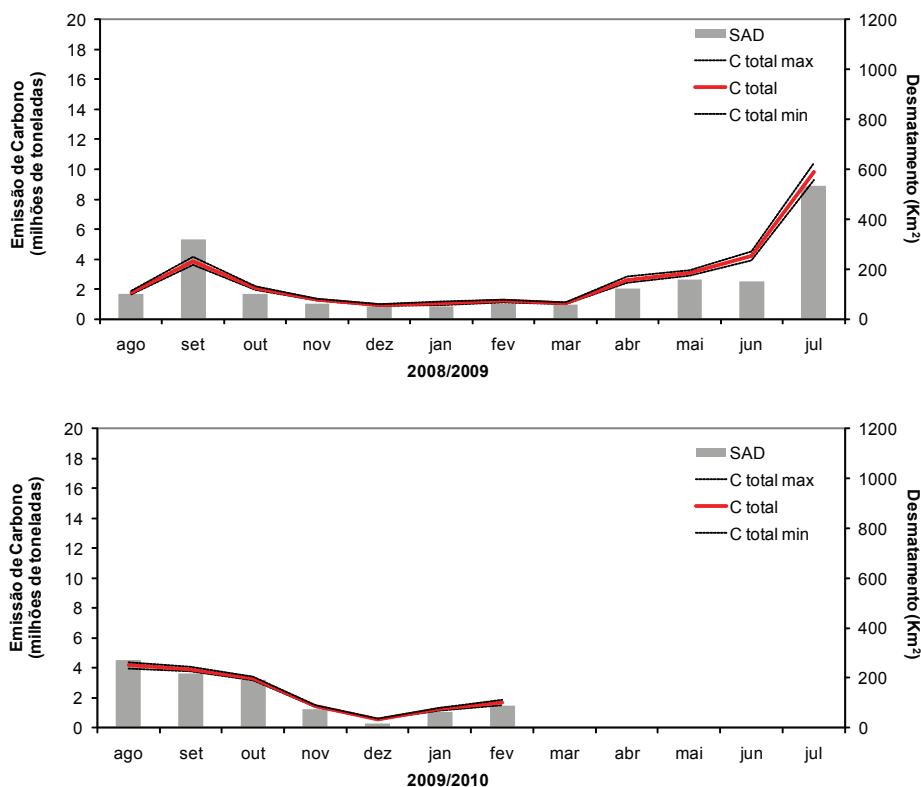 20
18
16
14
12
10
8
6
4
2
0
Emissão de Carbono
(milhões de toneladas)
1200
1000
800
600
400
200
0
Desmatamento (Km²)
SAD
C total max
C total
C total min
ago set out nov dez jan fev mar abr mai jun jul
2008/2009
20
18
16
14
12
10
8
6
4
2
0
Emissão de Carbono
(milhões de toneladas)
1200
1000
800
600
400
200
0
Desmatamento (Km²)
SAD
C total max
C total
C total min
ago set out nov dez jan fev mar abr mai jun jul
2009/2010